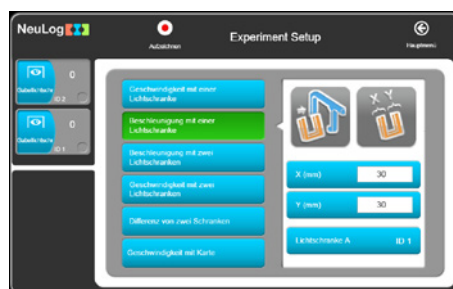 NeuLog
Aufzeichnen
Experiment Setup
Hauptmenü
0
ID 2
0
ID 1
Geschwindigkeit mit einer
Lichtschranke
Beschleunigung mit einer
Lichtschranke
Beschleunigung mit zwei
Lichtschranken
Geschwindigkeit mit zwei
Lichtschranken
Differenz von zwei Schranken
Geschwindigkeit mit Karte
X Y
X (mm)
30
Y (mm)
30
Lichtschranke A
ID 1